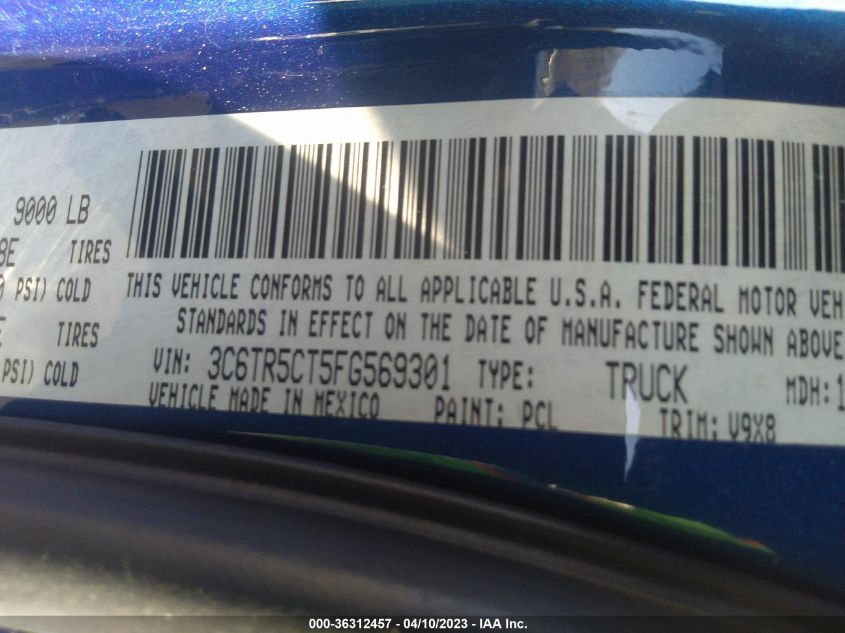 9000 LB
8E TIRES
PSI) COLD
TIRES
PSI) COLD
THIS VEHICLE CONFORMS TO ALL APPLICABLE U.S.A. FEDERAL MOTOR VEH
STANDARDS IN EFFECT ON THE DATE OF MANUFACTURE SHOWN ABOVE
VIN: 3C6TR5CT5FG569301 TYPE: TRUCK MDH:1
VEHICLE MADE IN MEXICO PAINT: PCL TRIM: V9X8
000-36312457 - 04/10/2023 - IAA Inc.